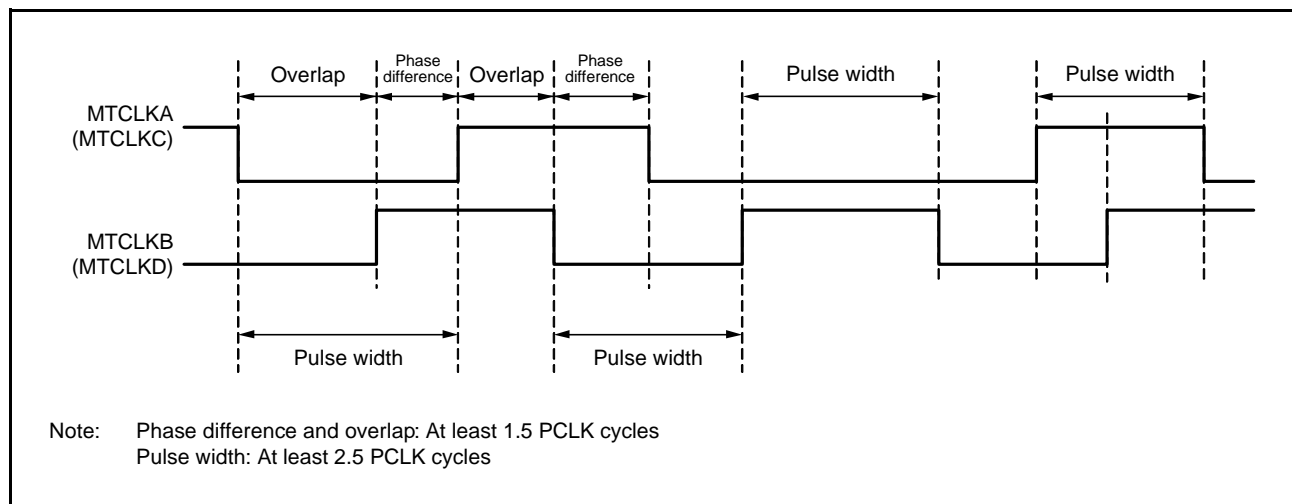 Overlap
Phase
difference
Overlap
Phase
difference
Pulse width
Pulse width
MTCLKA
(MTCLKC)
MTCLKB
(MTCLKD)
Pulse width
Pulse width
Note: Phase difference and overlap: At least 1.5 PCLK cycles
Pulse width: At least 2.5 PCLK cycles